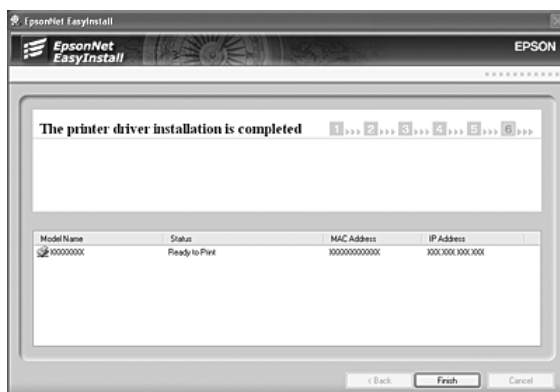 EpsonNet EasyInstall
EpsonNet
EasyInstall
EPSON
The printer driver installation is completed
1 2 3 4 5 6
Model Name Status MAC Address IP Address
XXXXXXXX Ready to Print XXXXXXXXXXXX XXX.XXX.XXX.XXX
< Back Finish Cancel